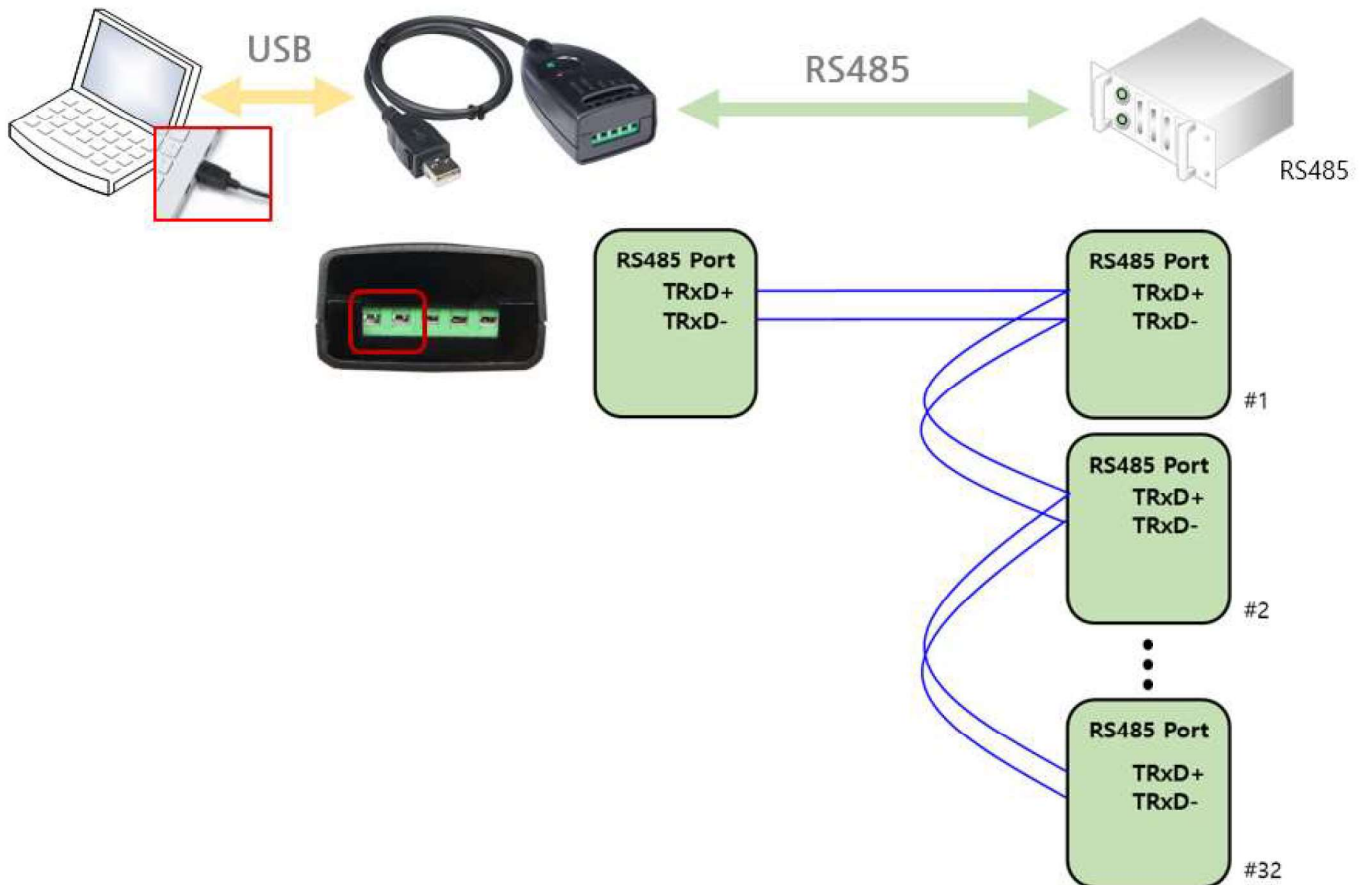 USB
RS485
RS485
RS485 Port
TRxD+
TRxD-
RS485 Port
TRxD+
TRxD-
#1
RS485 Port
TRxD+
TRxD-
#2
RS485 Port
TRxD+
TRxD-
#32